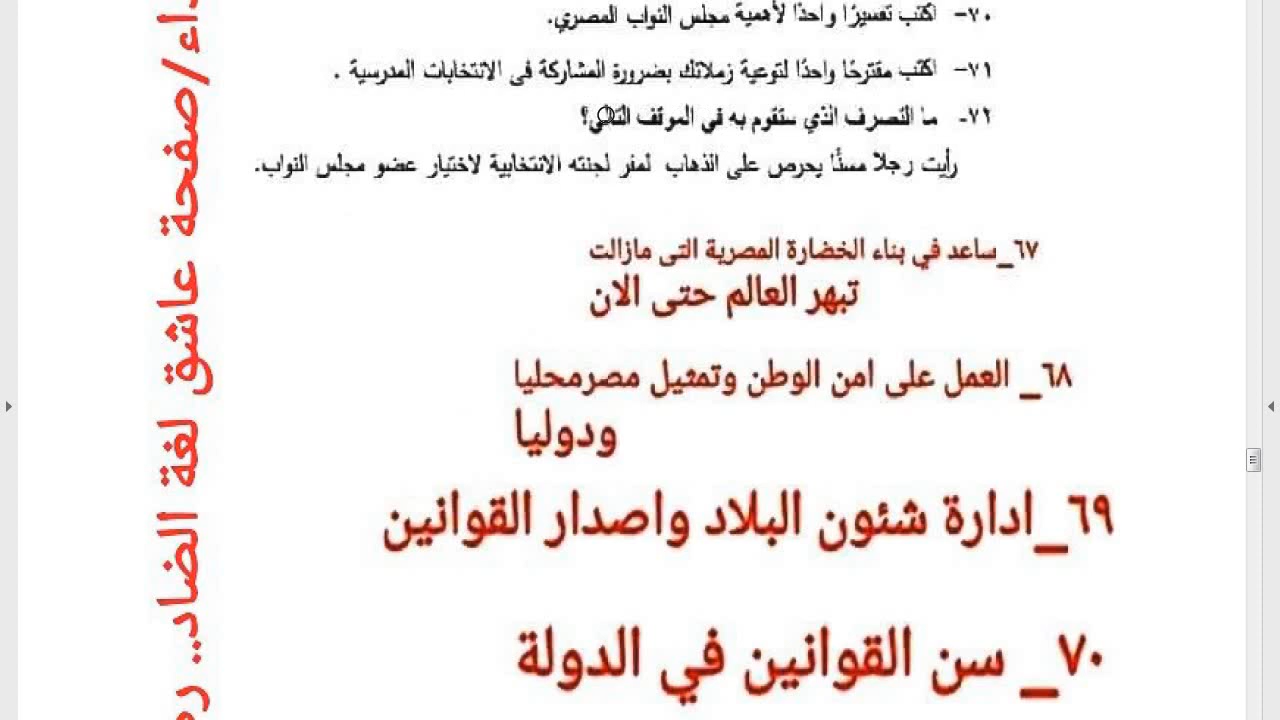 ٧٠- اكتب تفسيرًا واحدًا لأهمية مجلس النواب المصري.
٧١- اكتب مقترحًا واحدًا لتوعية زملائك بضرورة المشاركة فى الانتخابات المدرسية .
٧٢- ما التصرف الذي ستقوم به في الموقف التالي؟
رأيت رجلا مسنًا يحرص على الذهاب لمقر لجنته الانتخابية لاختيار عضو مجلس النواب.
٦٧_ساعد في بناء الخضارة المصرية التى مازالت
تبهر العالم حتى الان
٦٨_ العمل على امن الوطن وتمثيل مصرمحليا
ودوليا
٦٩_ادارة شئون البلاد واصدار القوانين
٧٠_ سن القوانين في الدولة
/صفحة عاشق لغة الضاد..